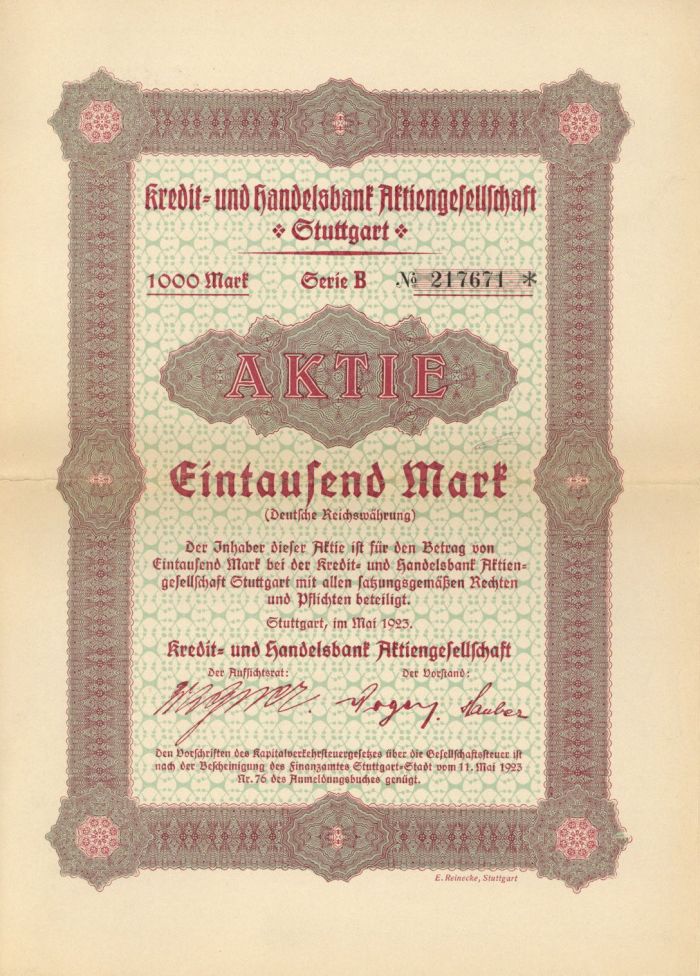 Kredit- und Handelsbank Aktiengesellschaft
Stuttgart
1000 Mark Serie B № 217671 *
AKTIE
Eintausend Mark
(Deutsche Reichswährung)
Der Inhaber dieser Aktie ist für den Betrag von
Eintausend Mark bei der Kredit- und Handelsbank Aktien-
gesellschaft Stuttgart mit allen satzungsgemäßen Rechten
und Pflichten beteiligt.
Stuttgart, im Mai 1923.
Kredit- und Handelsbank Aktiengesellschaft
Der Aufsichtsrat: Der Vorstand:
Hauber
Den Vorschriften des Kapitalverkehrsteuergesetzes über die Gesellschaftssteuer ist
nach der Bescheinigung des Finanzamtes Stuttgart-Stadt vom 11. Mai 1923
Nr. 76 des Anmeldungsbuches genügt.
E. Reinecke, Stuttgart